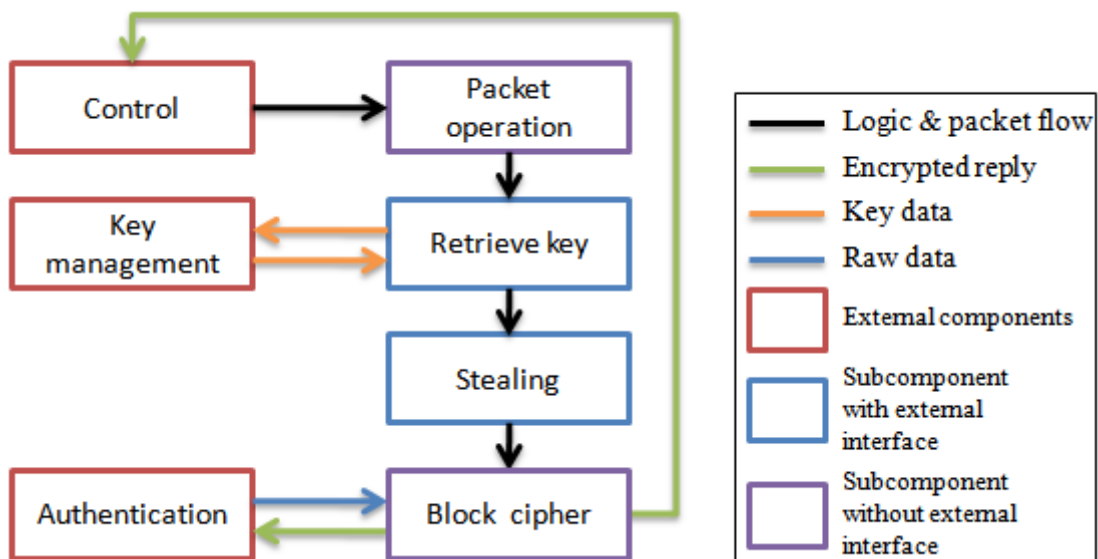 Control
Packet
operation
Key
management
Retrieve key
Stealing
Authentication
Block cipher
Logic & packet flow
Encrypted reply
Key data
Raw data
External components
Subcomponent
with external
interface
Subcomponent
without external
interface